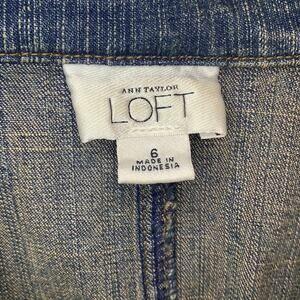 ANN TAYLOR
LOFT
6
MADE IN
INDONESIA